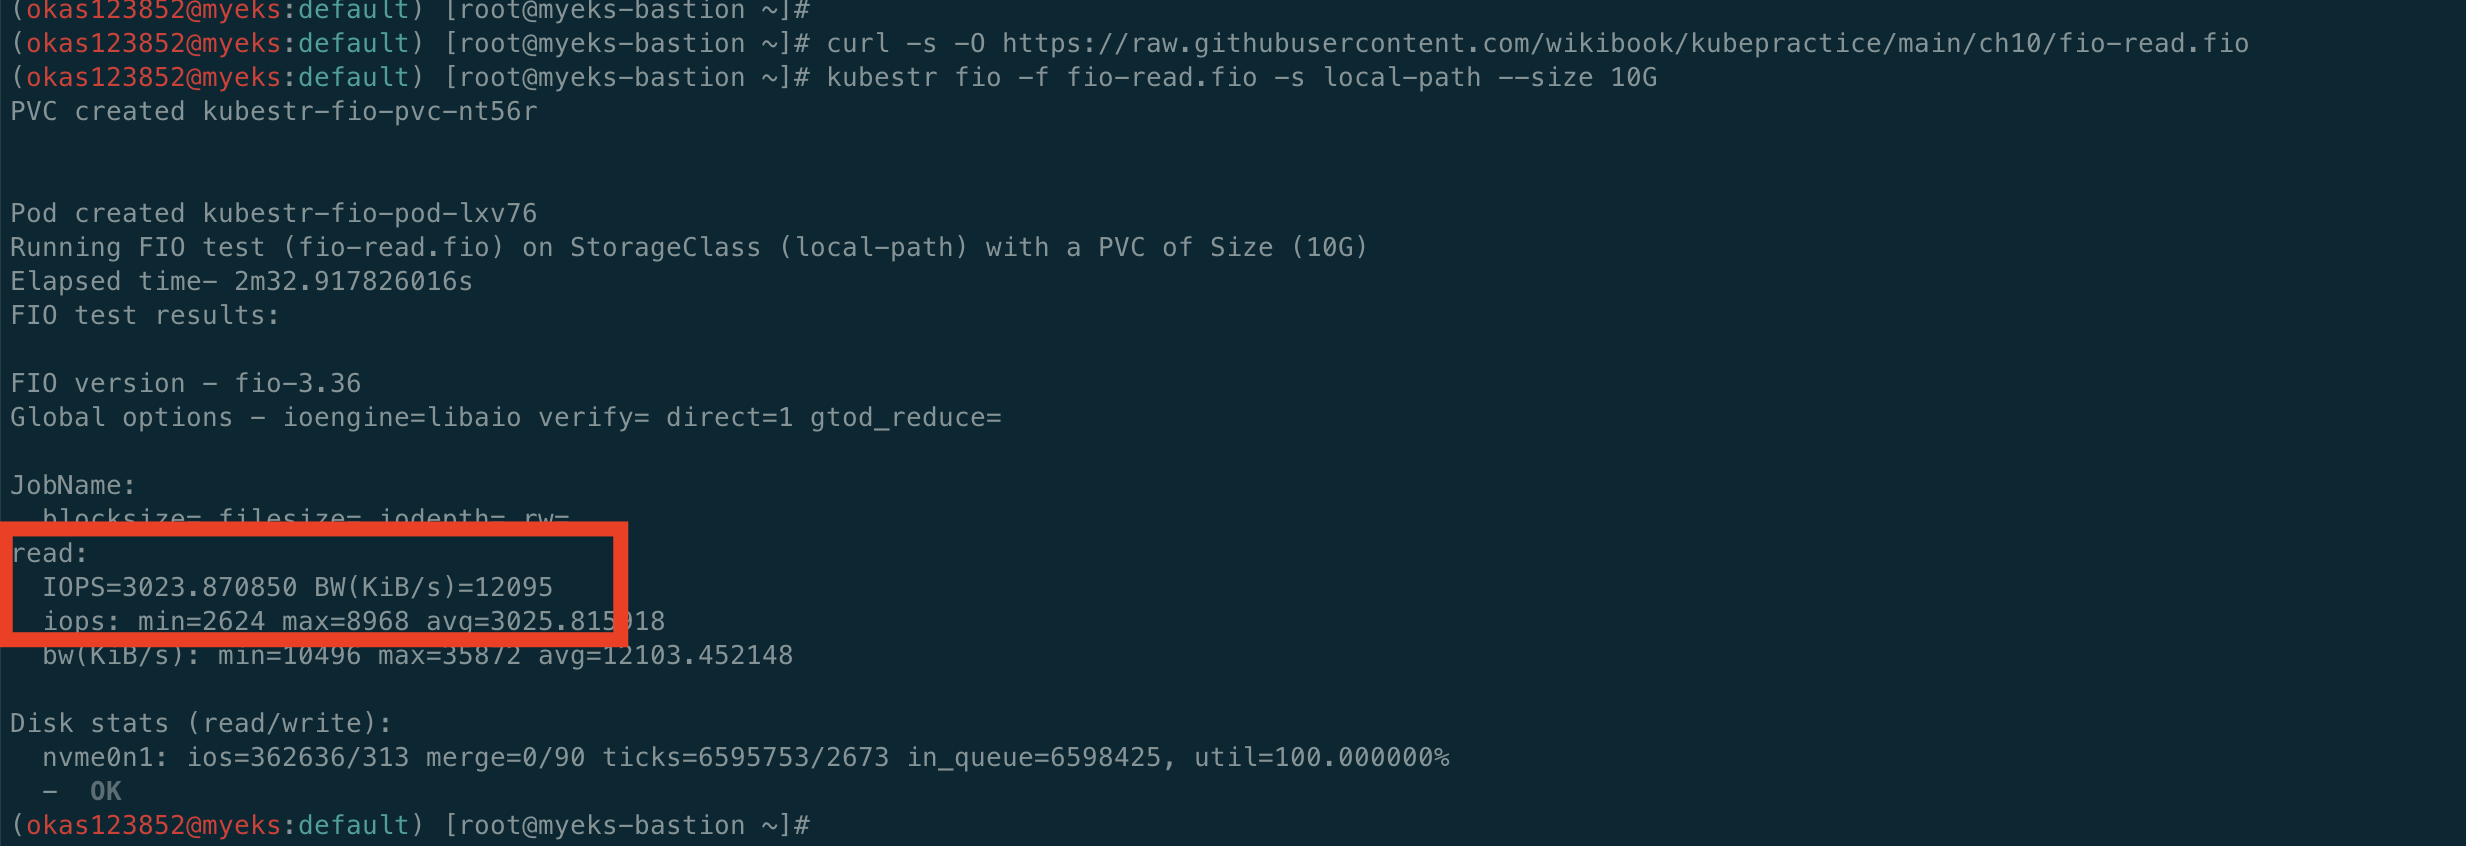 (okas123852@myeks:default) [root@myeks-bastion ~]#
(okas123852@myeks:default) [root@myeks-bastion ~]# curl -s -O https://raw.githubusercontent.com/wikibook/kubepractice/main/ch10/fio-read.fio
(okas123852@myeks:default) [root@myeks-bastion ~]# kubestr fio -f fio-read.fio -s local-path --size 10G
PVC created kubestr-fio-pvc-nt56r
Pod created kubestr-fio-pod-lxv76
Running FIO test (fio-read.fio) on StorageClass (local-path) with a PVC of Size (10G)
Elapsed time- 2m32.917826016s
FIO test results:
FIO version - fio-3.36
Global options - ioengine=libaio verify= direct=1 gtod_reduce=
JobName:
blocksize= filesize= iodepth= rw=
read:
IOPS=3023.870850 BW(KiB/s)=12095
iops: min=2624 max=8968 avg=3025.815918
bw(KiB/s): min=10496 max=35872 avg=12103.452148
Disk stats (read/write):
nvme0n1: ios=362636/313 merge=0/90 ticks=6595753/2673 in_queue=6598425, util=100.000000%
- OK
(okas123852@myeks:default) [root@myeks-bastion ~]#